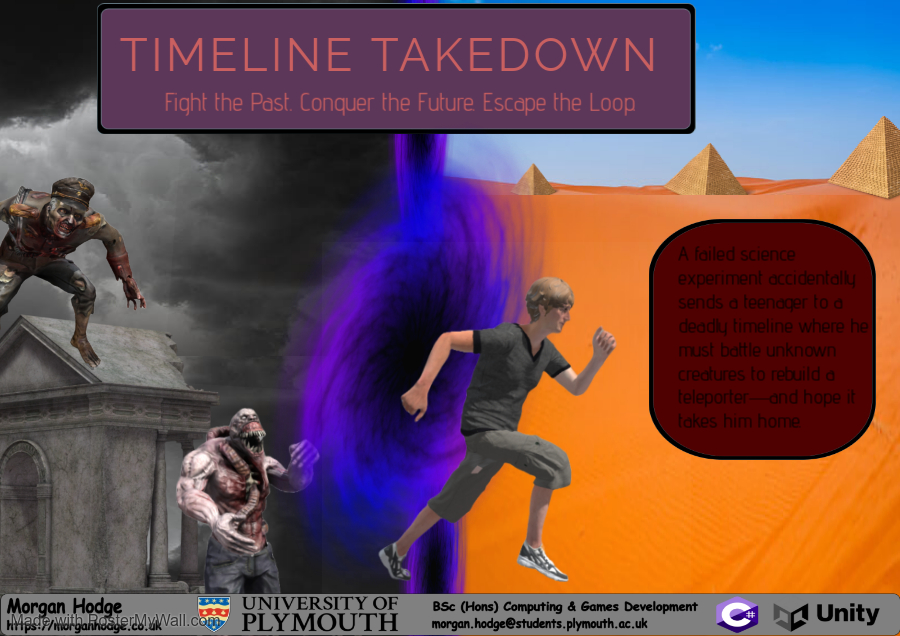 TIMELINE TAKEDOWN
Fight the Past. Conquer the Future. Escape the Loop.
A failed science
experiment accidentally
sends a teenager to a
deadly timeline where he
must battle unknown
creatures to rebuild a
teleporter—and hope it
takes him home.
Morgan Hodge
https://morganhodge.co.uk
Made with PosterMyWall.com
UNIVERSITY OF
PLYMOUTH
BSc (Hons) Computing & Games Development
morgan.hodge@students.plymouth.ac.uk
C#
Unity